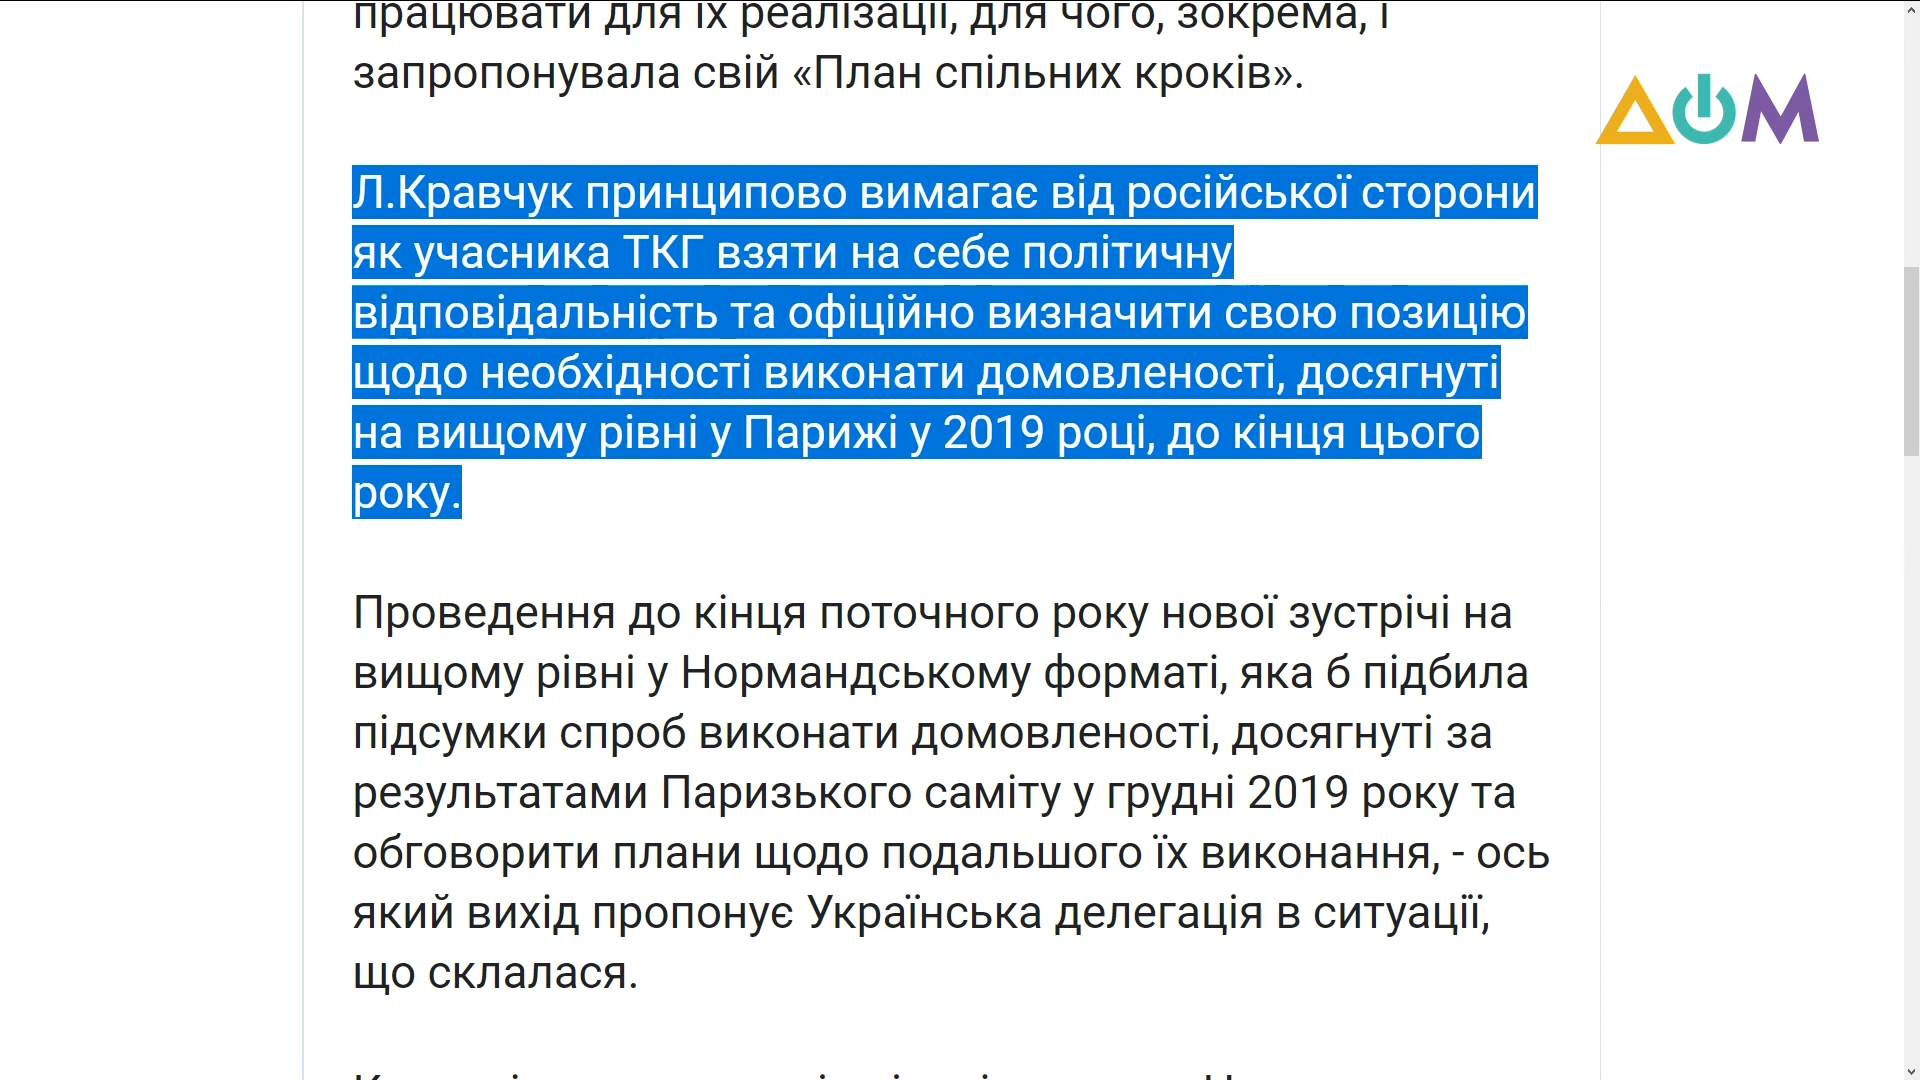 працювати для їх реалізації, для чого, зокрема, і
запропонувала свій «План спільних кроків».
ДОМ
Л.Кравчук принципово вимагає від російської сторони
як учасника ТКГ взяти на себе політичну
відповідальність та офіційно визначити свою позицію
щодо необхідності виконати домовленості, досягнуті
на вищому рівні у Парижі у 2019 році, до кінця цього
року.
Проведення до кінця поточного року нової зустрічі на
вищому рівні у Нормандському форматі, яка б підбила
підсумки спроб виконати домовленості, досягнуті за
результатами Паризького саміту у грудні 2019 року та
обговорити плани щодо подальшого їх виконання, - ось
який вихід пропонує Українська делегація в ситуації,
що склалася.